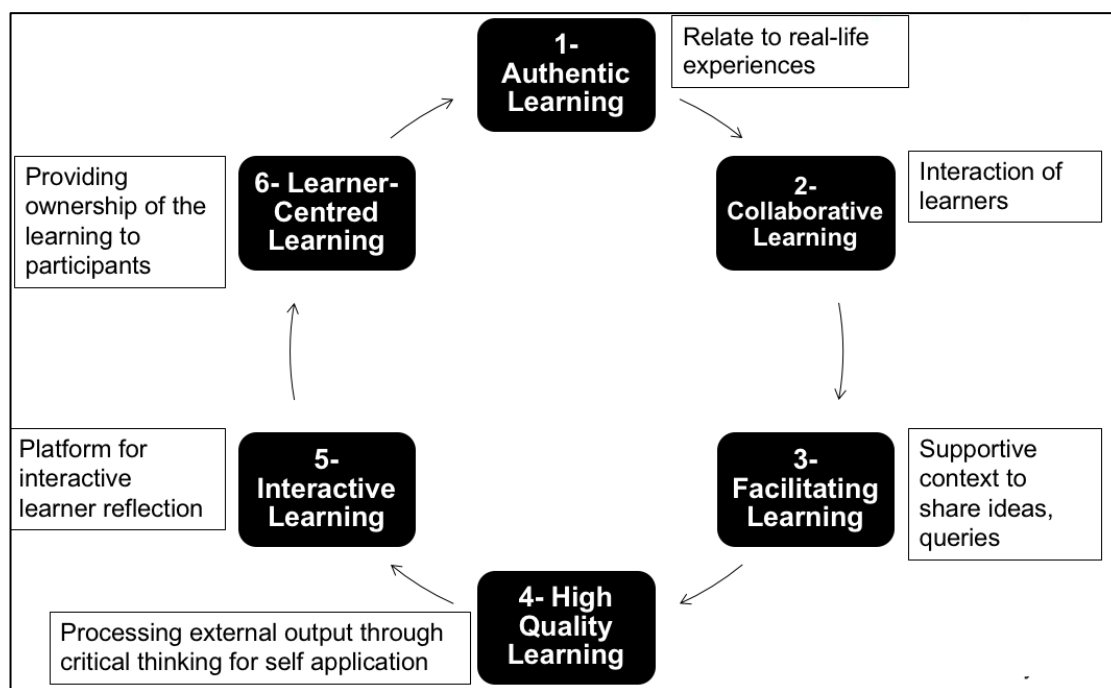 1-
Authentic
Learning
Relate to real-life
experiences
2-
Collaborative
Learning
Interaction of
learners
3-
Facilitating
Learning
Supportive
context to
share ideas,
queries
4- High
Quality
Learning
Processing external output through
critical thinking for self application
5-
Interactive
Learning
Platform for
interactive
learner reflection
6- Learner-
Centred
Learning
Providing
ownership of the
learning to
participants